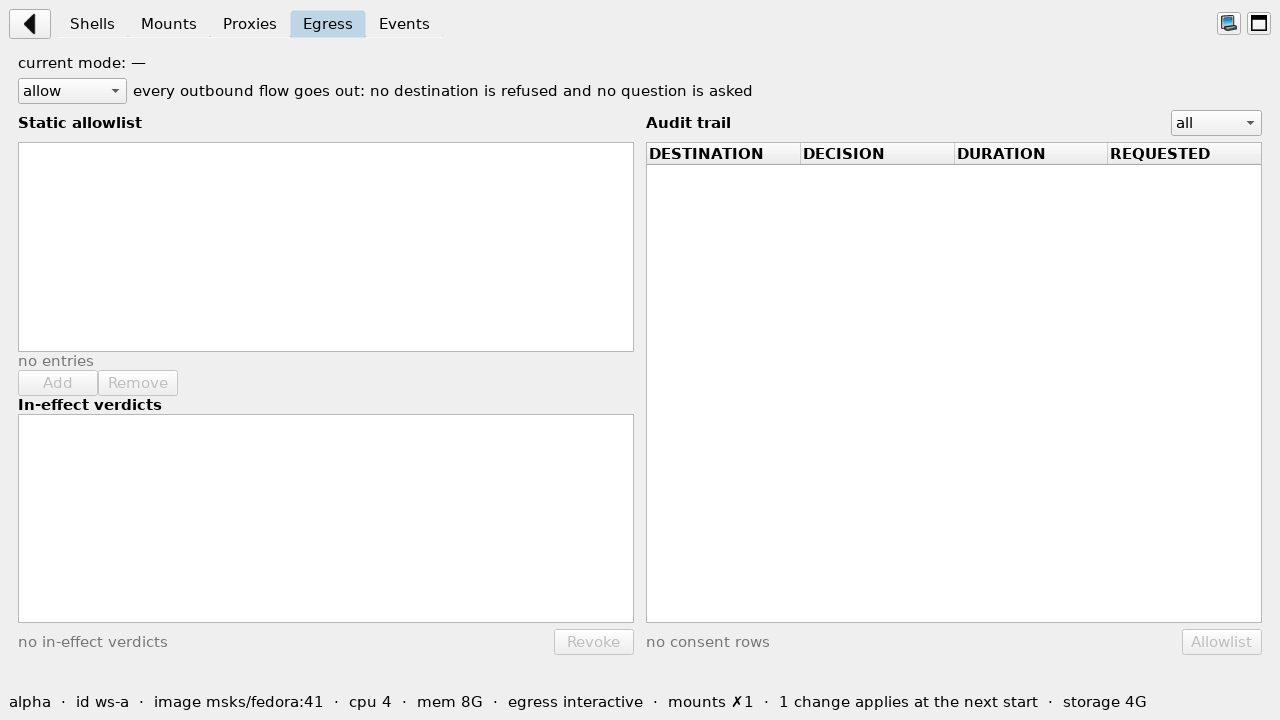 Shells Mounts Proxies Egress Events
current mode: —
allow every outbound flow goes out: no destination is refused and no question is asked
Static allowlist
no entries
Add Remove
In-effect verdicts
no in-effect verdicts Revoke
Audit trail all
DESTINATION DECISION DURATION REQUESTED
no consent rows Allowlist
alpha · id ws-a · image msks/fedora:41 · cpu 4 · mem 8G · egress interactive · mounts ✗1 · 1 change applies at the next start · storage 4G